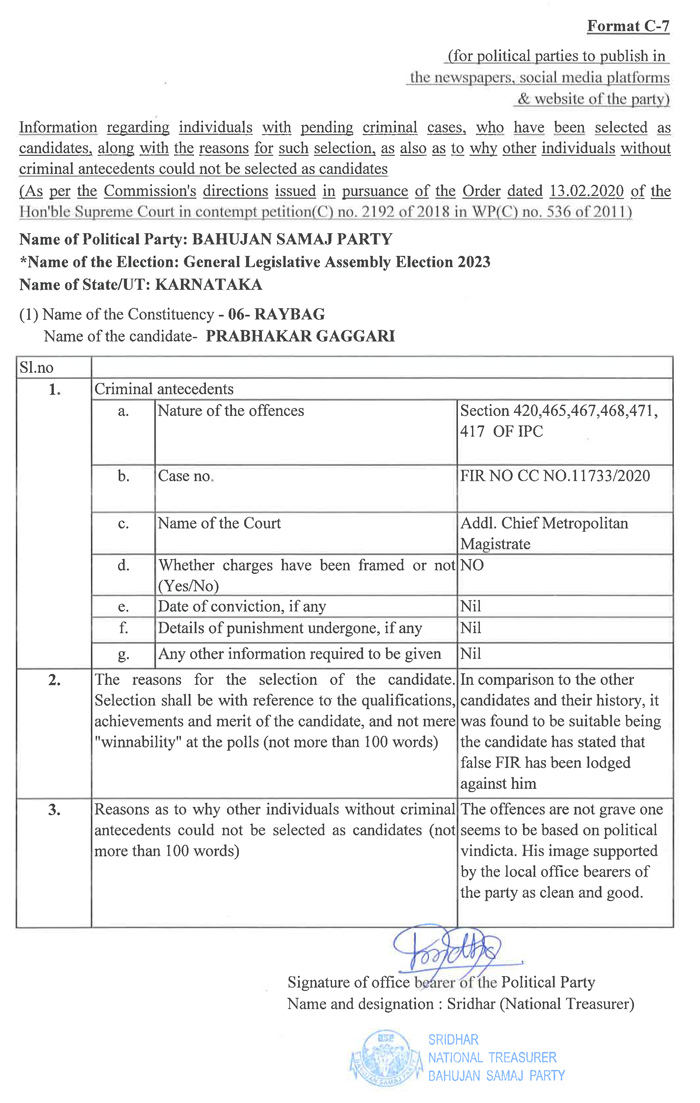 Format C-7
(for political parties to publish in
the newspapers, social media platforms
& website of the party)
Information regarding individuals with pending criminal cases, who have been selected as
candidates, along with the reasons for such selection, as also as to why other individuals without
criminal antecedents could not be selected as candidates
(As per the Commission's directions issued in pursuance of the Order dated 13.02.2020 of the
Hon'ble Supreme Court in contempt petition(C) no. 2192 of 2018 in WP(C) no. 536 of 2011)
Name of Political Party: BAHUJAN SAMAJ PARTY
*Name of the Election: General Legislative Assembly Election 2023
Name of State/UT: KARNATAKA
(1) Name of the Constituency - 06- RAYBAG
Name of the candidate- PRABHAKAR GAGGARI
Sl.no
1. Criminal antecedents
a. Nature of the offences Section 420,465,467,468,471,
417 OF IPC
b. Case no. FIR NO CC NO.11733/2020
c. Name of the Court Addl. Chief Metropolitan
Magistrate
d. Whether charges have been framed or not NO
(Yes/No)
e. Date of conviction, if any Nil
f. Details of punishment undergone, if any Nil
g. Any other information required to be given Nil
2. The reasons for the selection of the candidate. In comparison to the other
Selection shall be with reference to the qualifications, candidates and their history, it
achievements and merit of the candidate, and not mere was found to be suitable being
"winnability" at the polls (not more than 100 words) the candidate has stated that
false FIR has been lodged
against him
3. Reasons as to why other individuals without criminal The offences are not grave one
antecedents could not be selected as candidates (not seems to be based on political
more than 100 words) vindicta. His image supported
by the local office bearers of
the party as clean and good.
Signature of office bearer of the Political Party
Name and designation : Sridhar (National Treasurer)
BSP
BAHUJAN SAMAJ PARTY
SRIDHAR
NATIONAL TREASURER
BAHUJAN SAMAJ PARTY